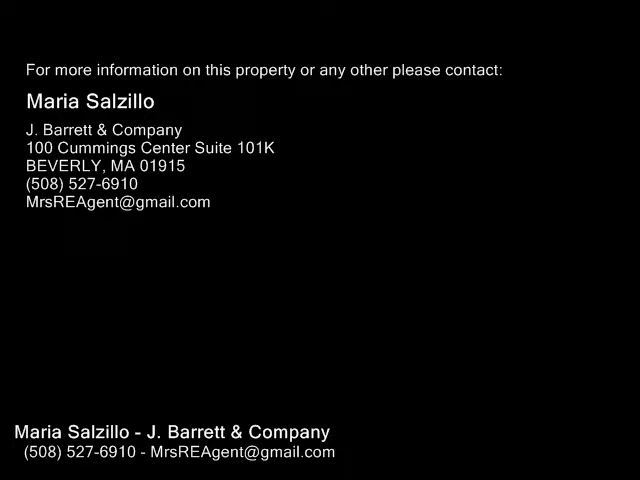 For more information on this property or any other please contact:
Maria Salzillo
J. Barrett & Company
100 Cummings Center Suite 101K
BEVERLY, MA 01915
(508) 527-6910
MrsREAgent@gmail.com
Maria Salzillo - J. Barrett & Company
(508) 527-6910 - MrsREAgent@gmail.com